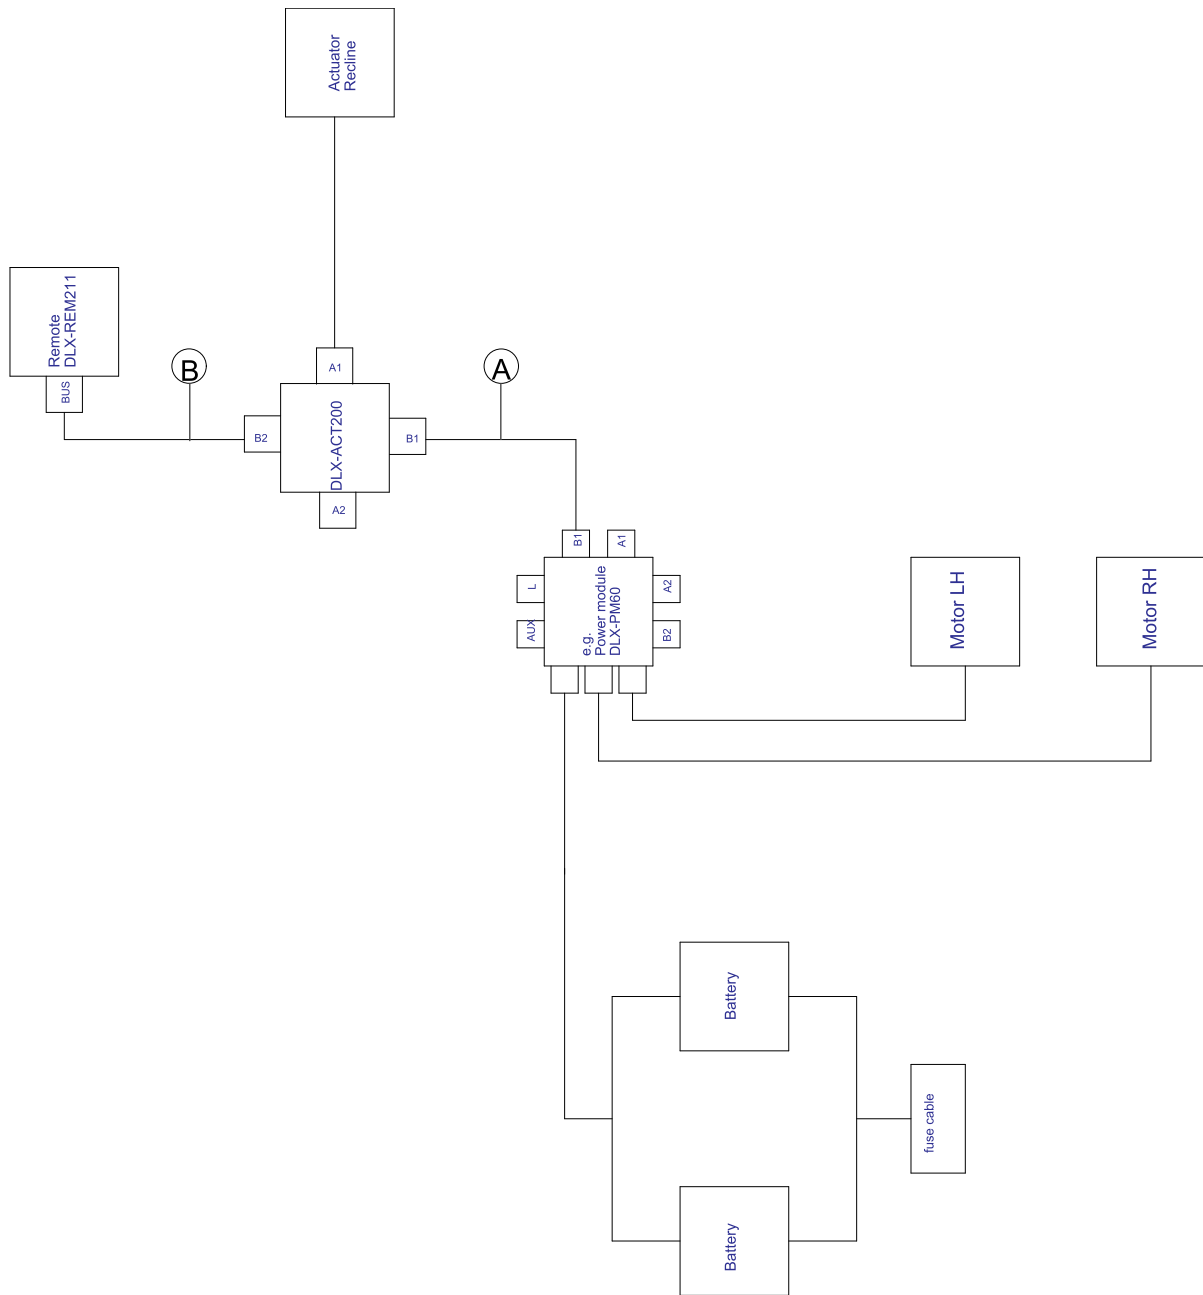 Actuator
Recline
Remote
DLX-REM211
BUS
B
A
A1
B2
DLX-ACT200
B1
A2
B1
A1
L
A2
AUX
B2
e.g.
Power module
DLX-PM60
Motor LH
Motor RH
Battery
fuse cable
Battery